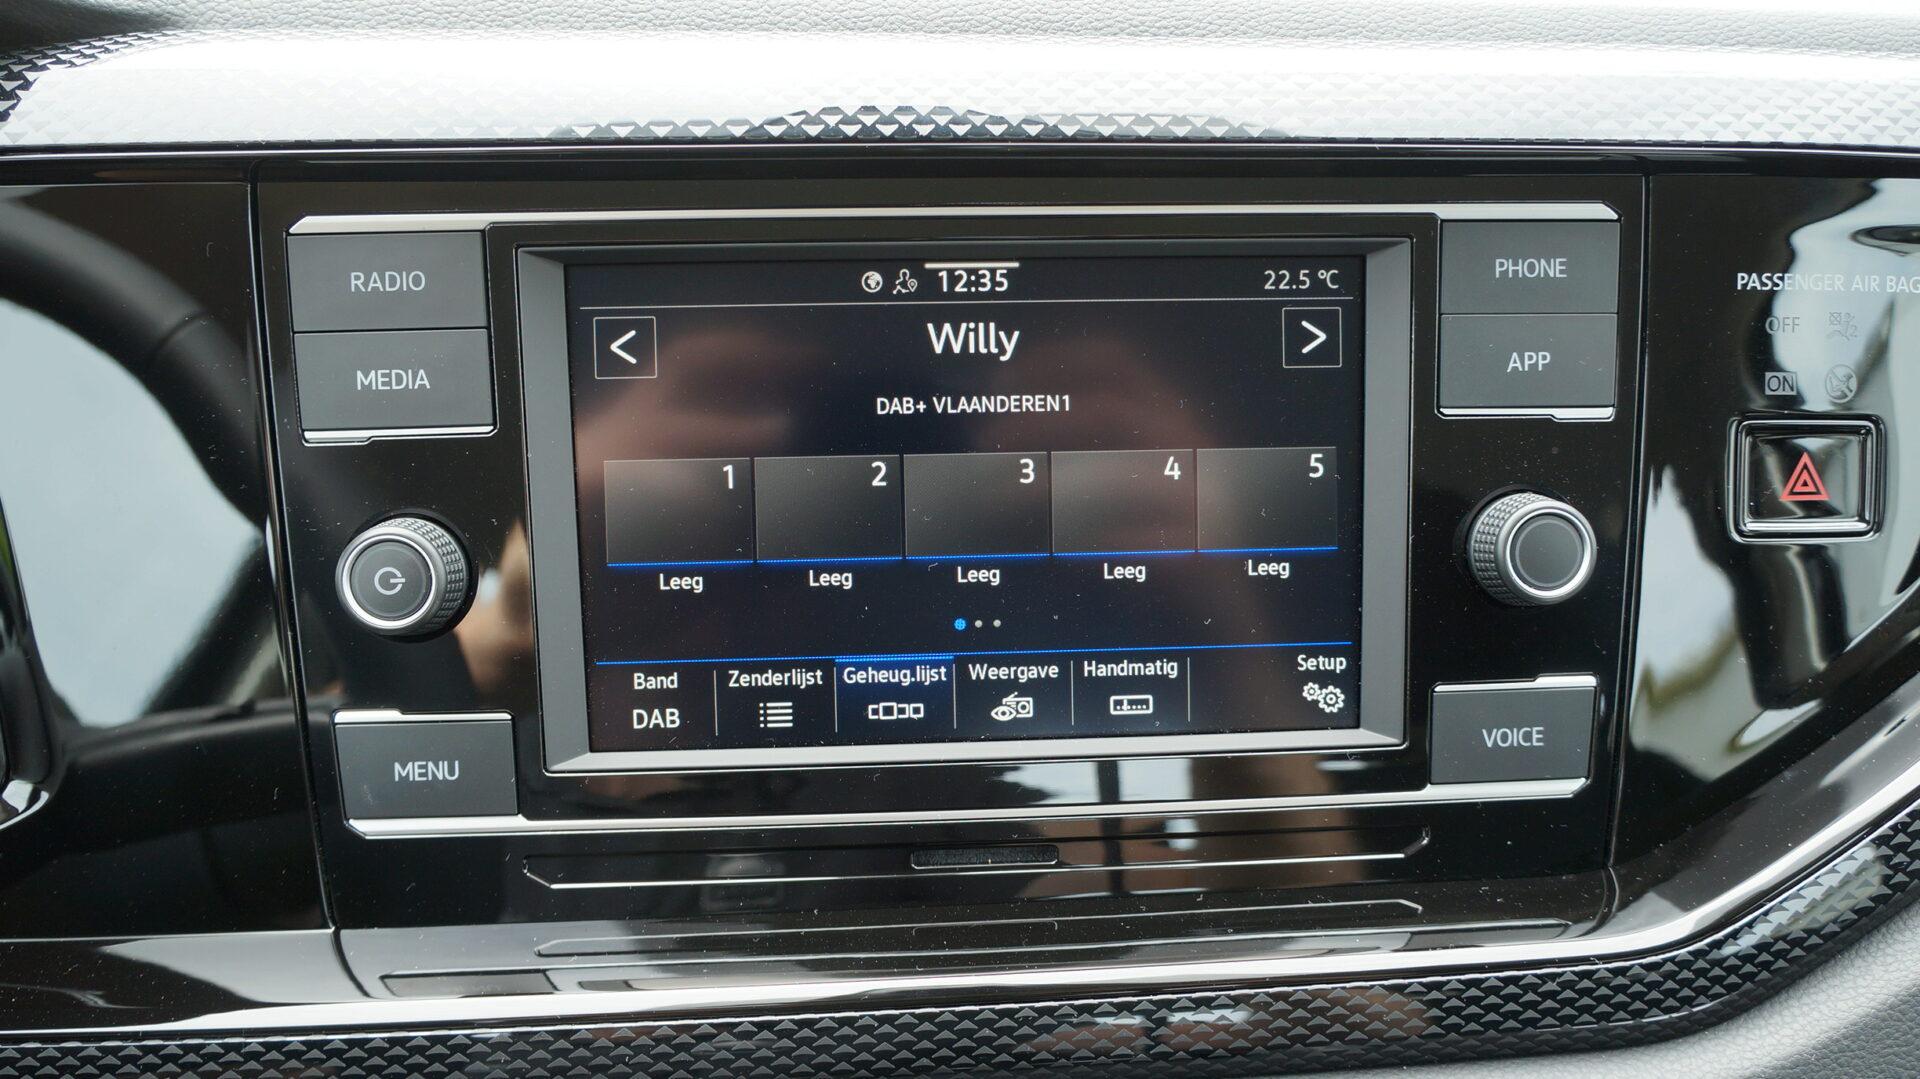 RADIO
MEDIA
MENU
12:35
22.5 °C
<
Willy
>
DAB+ VLAANDEREN1
1
2
3
4
5
Leeg
Leeg
Leeg
Leeg
Leeg
Band
DAB
Zenderlijst
Geheug.lijst
Weergave
Handmatig
Setup
PHONE
APP
VOICE
PASSENGER AIR BAG
OFF
ON